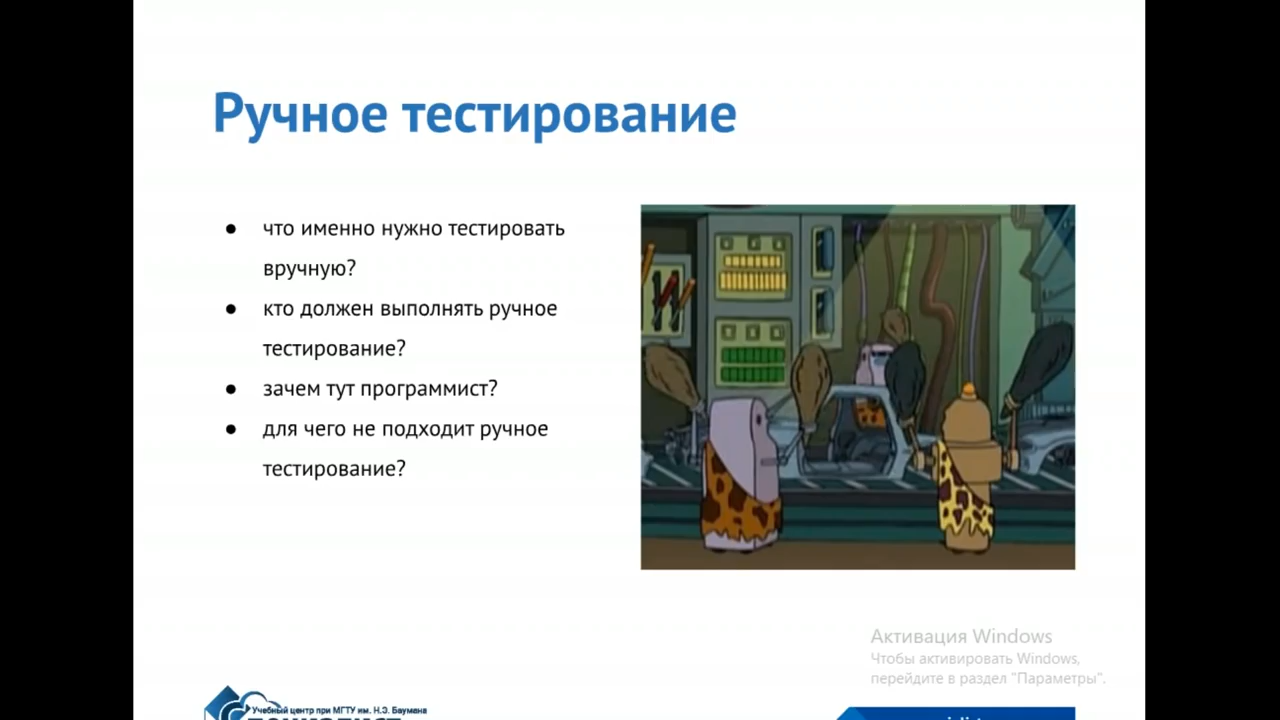 Ручное тестирование
● что именно нужно тестировать
вручную?
● кто должен выполнять ручное
тестирование?
● зачем тут программист?
● для чего не подходит ручное
тестирование?
Активация Windows
Чтобы активировать Windows,
перейдите в раздел "Параметры".
Учебный центр при МГТУ им. Н.Э. Баумана